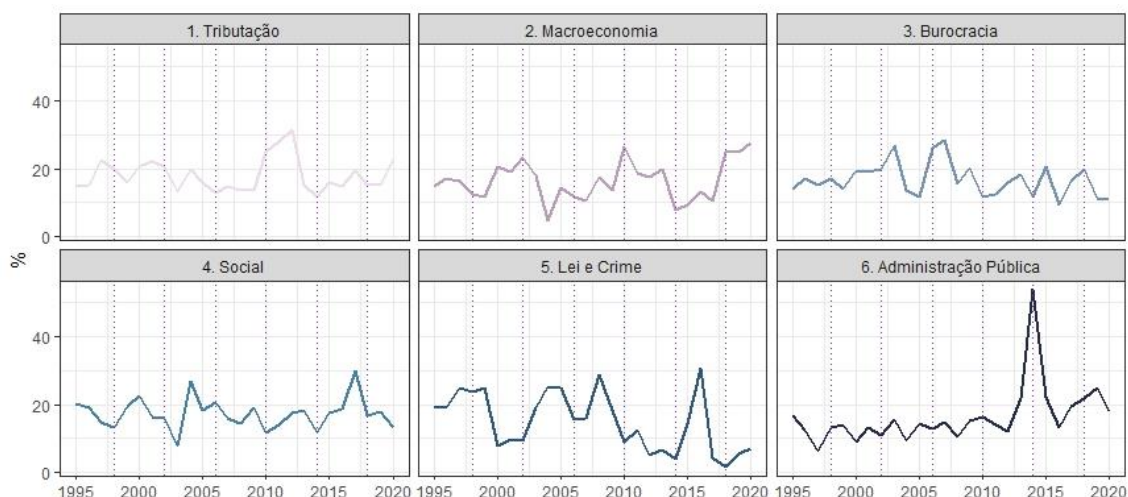 1. Tributação
2. Macroeconomia
3. Burocracia
40
20
0
%
4. Social
5. Lei e Crime
6. Administração Pública
40
20
0
1995 2000 2005 2010 2015 2020 1995 2000 2005 2010 2015 2020 1995 2000 2005 2010 2015 2020